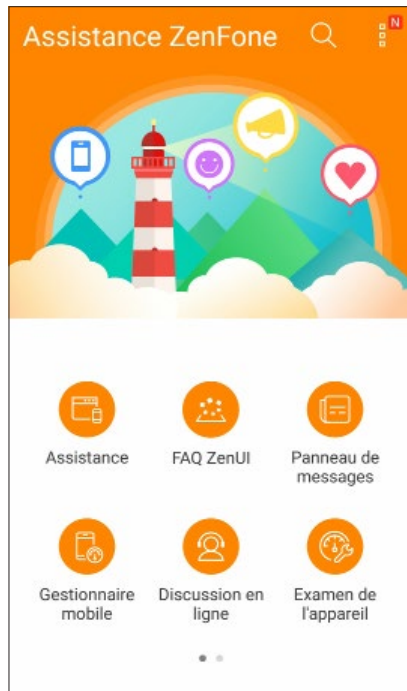 Assistance ZenFone
N
Assistance
FAQ ZenUI
Panneau de
messages
Gestionnaire
mobile
Discussion en
ligne
Examen de
l'appareil